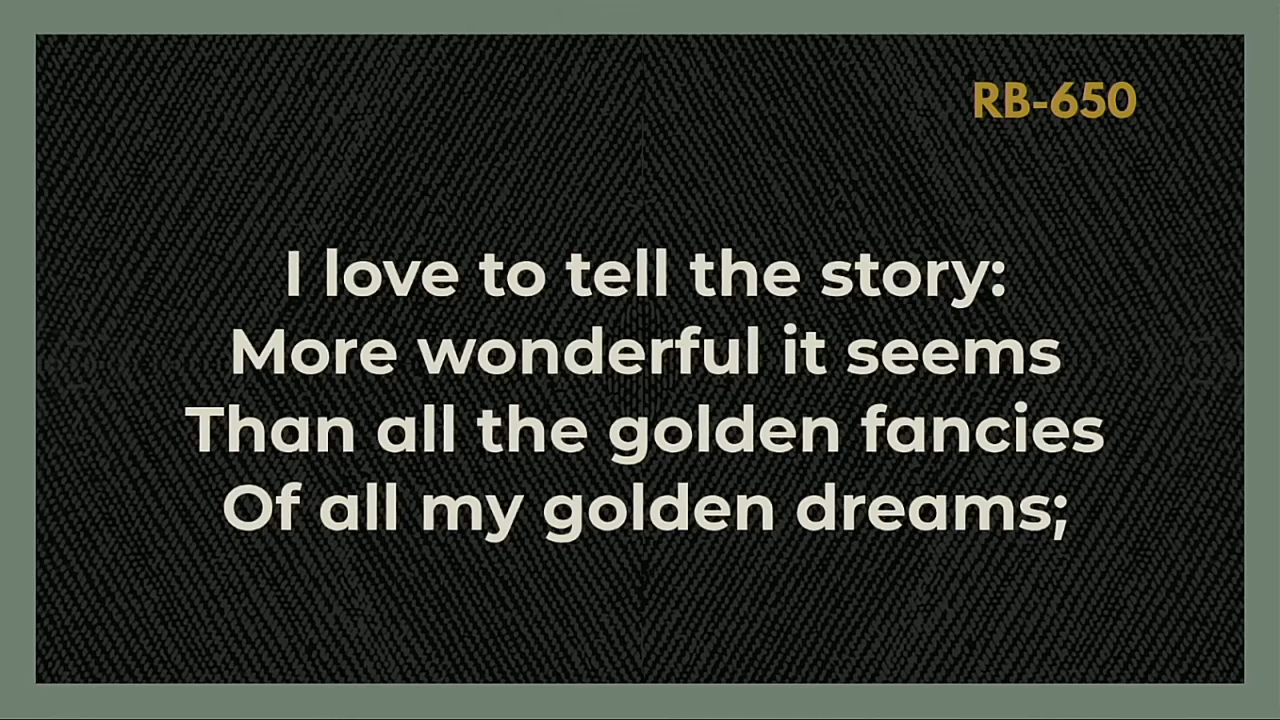 RB-650
I love to tell the story:
More wonderful it seems
Than all the golden fancies
Of all my golden dreams;